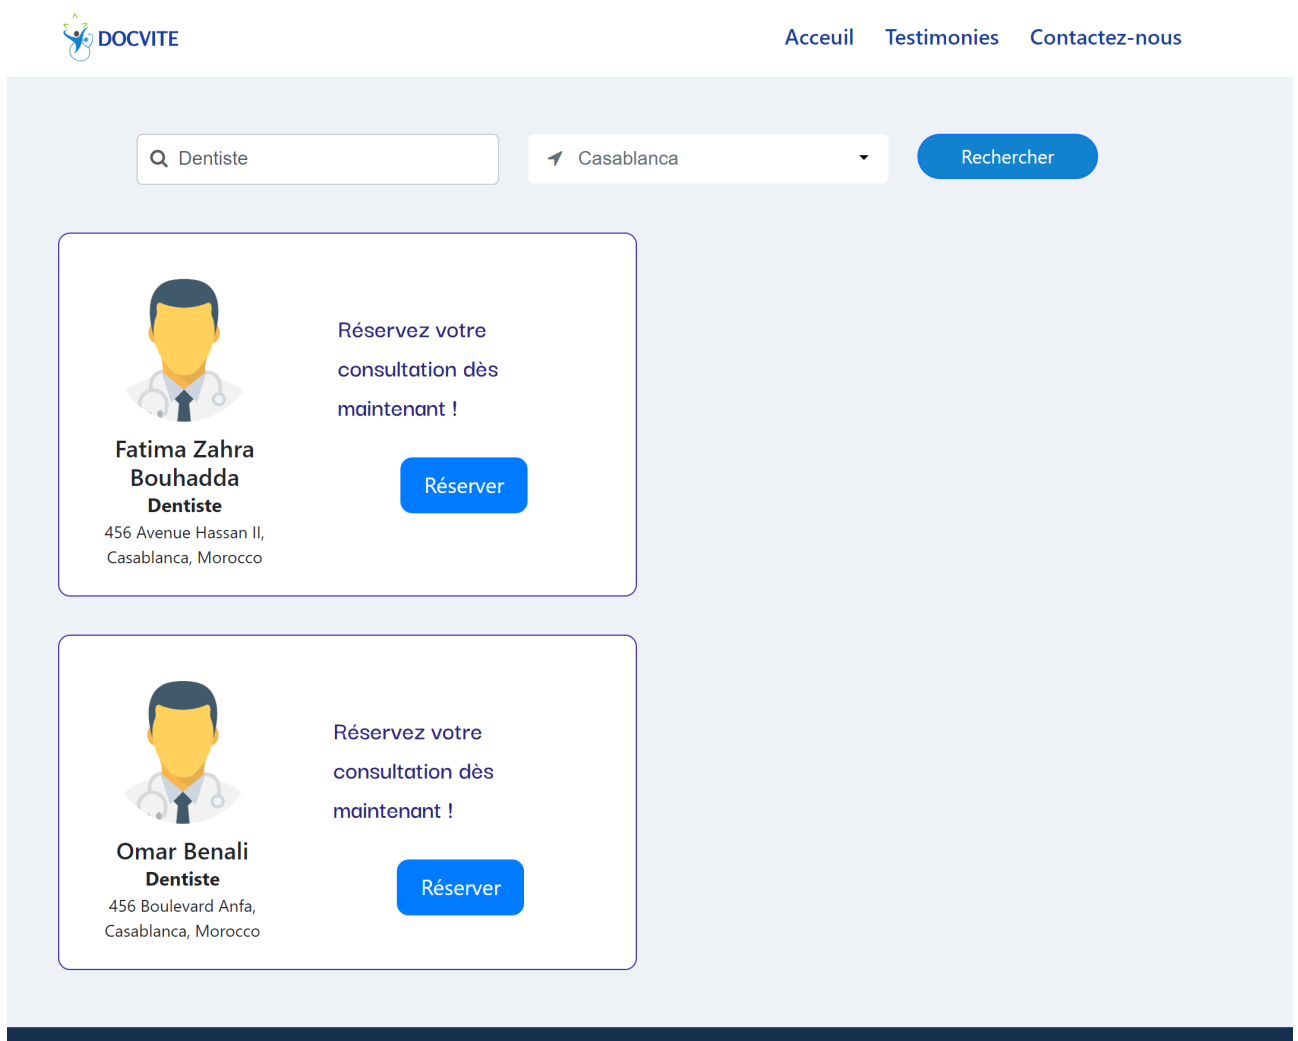 DOCVITE
Acceuil Testimonies Contactez-nous
Dentiste
Casablanca
Rechercher
Fatima Zahra
Bouhadda
Dentiste
456 Avenue Hassan II,
Casablanca, Morocco
Réservez votre
consultation dès
maintenant !
Réserver
Omar Benali
Dentiste
456 Boulevard Anfa,
Casablanca, Morocco
Réservez votre
consultation dès
maintenant !
Réserver